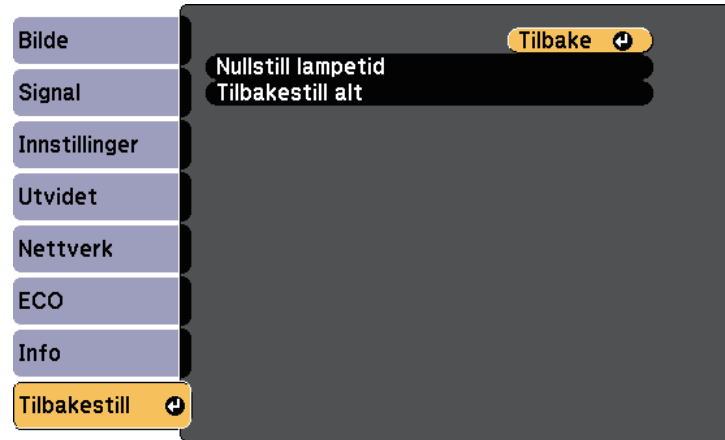 Bilde
Signal
Innstillinger
Utvidet
Nettverk
ECO
Info
Tilbakestill
Tilbake
Nullstill lampetid
Tilbakestill alt